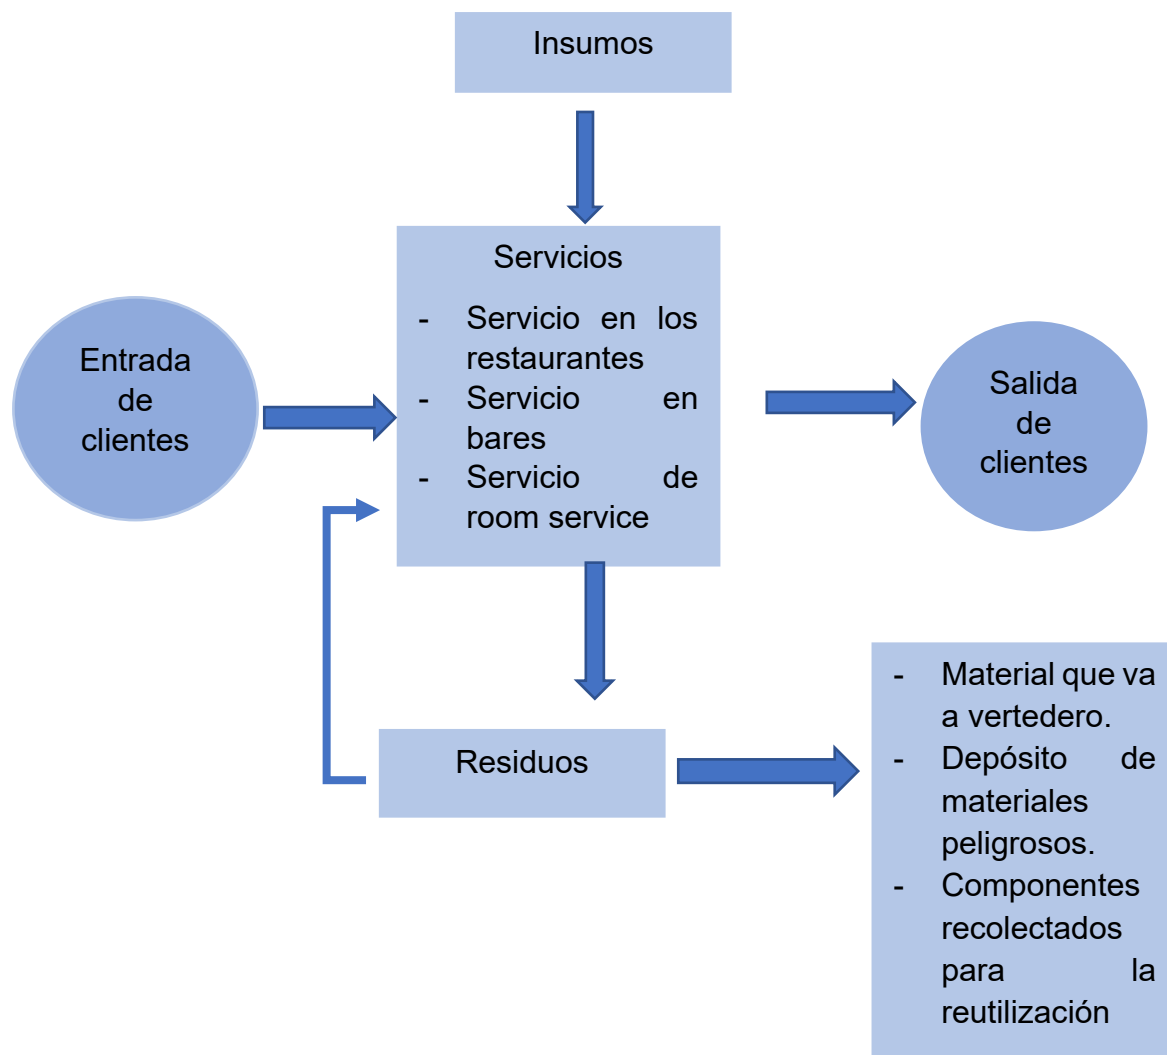 Insumos
Servicios
- Servicio en los
restaurantes
- Servicio en
bares
- Servicio de
room service
Entrada
de
clientes
Salida
de
clientes
Residuos
- Material que va
a vertedero.
- Depósito de
materiales
peligrosos.
- Componentes
recolectados
para la
reutilización